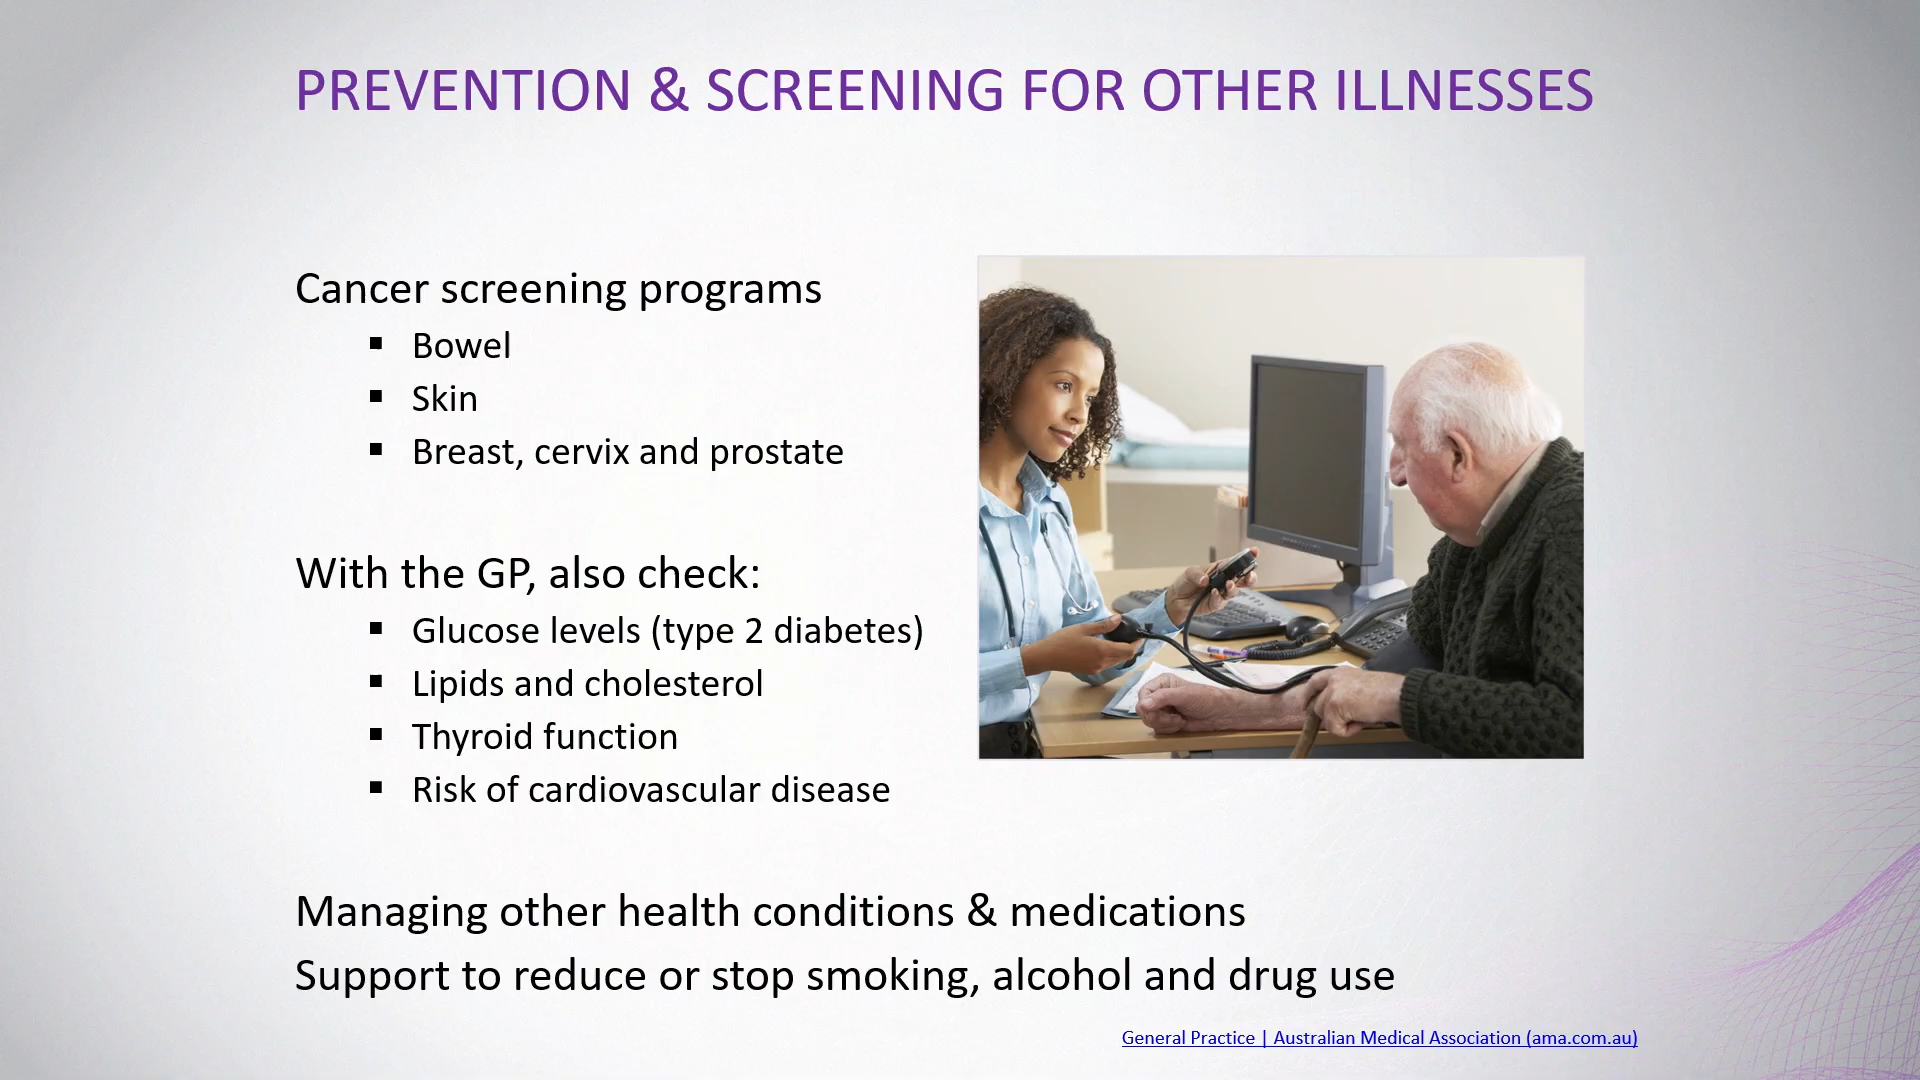 PREVENTION & SCREENING FOR OTHER ILLNESSES
Cancer screening programs
▪ Bowel
▪ Skin
▪ Breast, cervix and prostate
With the GP, also check:
▪ Glucose levels (type 2 diabetes)
▪ Lipids and cholesterol
▪ Thyroid function
▪ Risk of cardiovascular disease
Managing other health conditions & medications
Support to reduce or stop smoking, alcohol and drug use
General Practice | Australian Medical Association (ama.com.au)